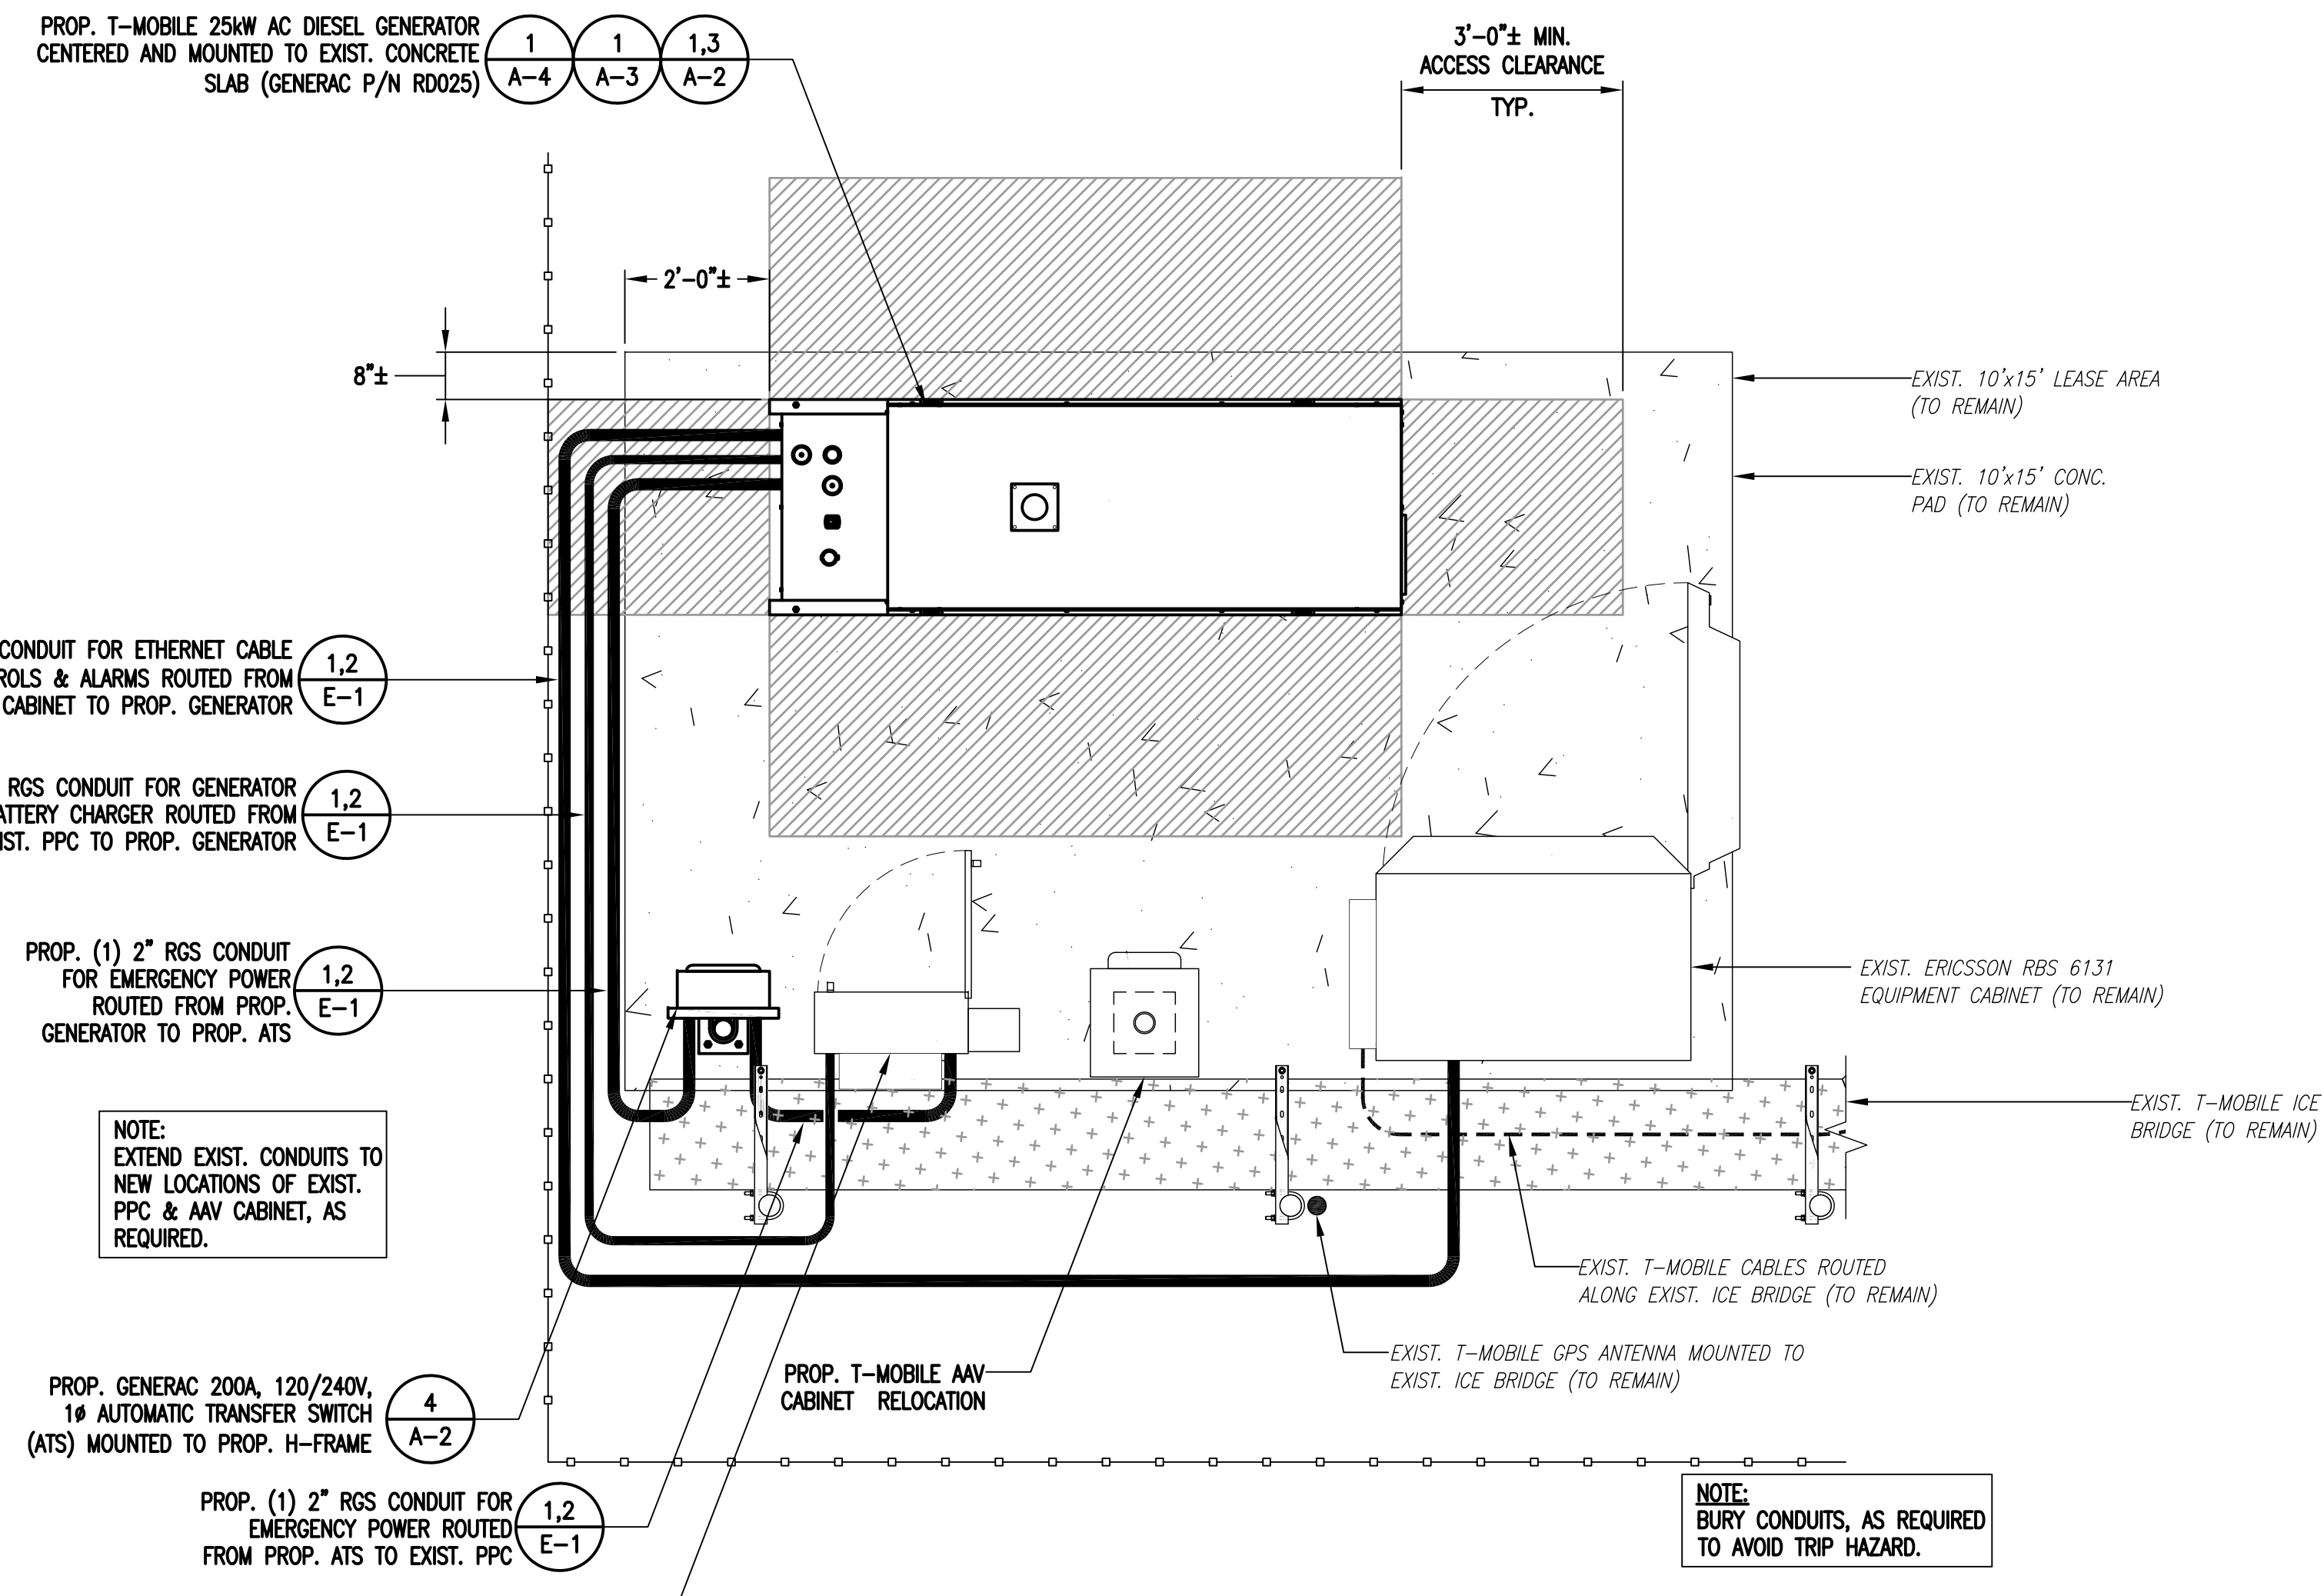 PROP. T-MOBILE 25kW AC DIESEL GENERATOR
CENTERED AND MOUNTED TO EXIST. CONCRETE
SLAB (GENERAC P/N RD025)
1
A-4
1
A-3
1,3
A-2
3'-0"± MIN.
ACCESS CLEARANCE
TYP.
2'-0"±
8"±
EXIST. 10'x15' LEASE AREA
(TO REMAIN)
EXIST. 10'x15' CONC.
PAD (TO REMAIN)
CONDUIT FOR ETHERNET CABLE
& ALARMS ROUTED FROM
CABINET TO PROP. GENERATOR
1,2
E-1
RGS CONDUIT FOR GENERATOR
CHARGER ROUTED FROM
PPC TO PROP. GENERATOR
1,2
E-1
PROP. (1) 2" RGS CONDUIT
FOR EMERGENCY POWER
ROUTED FROM PROP.
GENERATOR TO PROP. ATS
1,2
E-1
EXIST. ERICSSON RBS 6131
EQUIPMENT CABINET (TO REMAIN)
EXIST. T-MOBILE ICE
BRIDGE (TO REMAIN)
NOTE:
EXTEND EXIST. CONDUITS TO
NEW LOCATIONS OF EXIST.
PPC & AAV CABINET, AS
REQUIRED.
EXIST. T-MOBILE CABLES ROUTED
ALONG EXIST. ICE BRIDGE (TO REMAIN)
EXIST. T-MOBILE GPS ANTENNA MOUNTED TO
EXIST. ICE BRIDGE (TO REMAIN)
PROP. T-MOBILE AAV
CABINET RELOCATION
PROP. GENERAC 200A, 120/240V,
1ø AUTOMATIC TRANSFER SWITCH
(ATS) MOUNTED TO PROP. H-FRAME
4
A-2
PROP. (1) 2" RGS CONDUIT FOR
EMERGENCY POWER ROUTED
FROM PROP. ATS TO EXIST. PPC
1,2
E-1
NOTE:
BURY CONDUITS, AS REQUIRED
TO AVOID TRIP HAZARD.